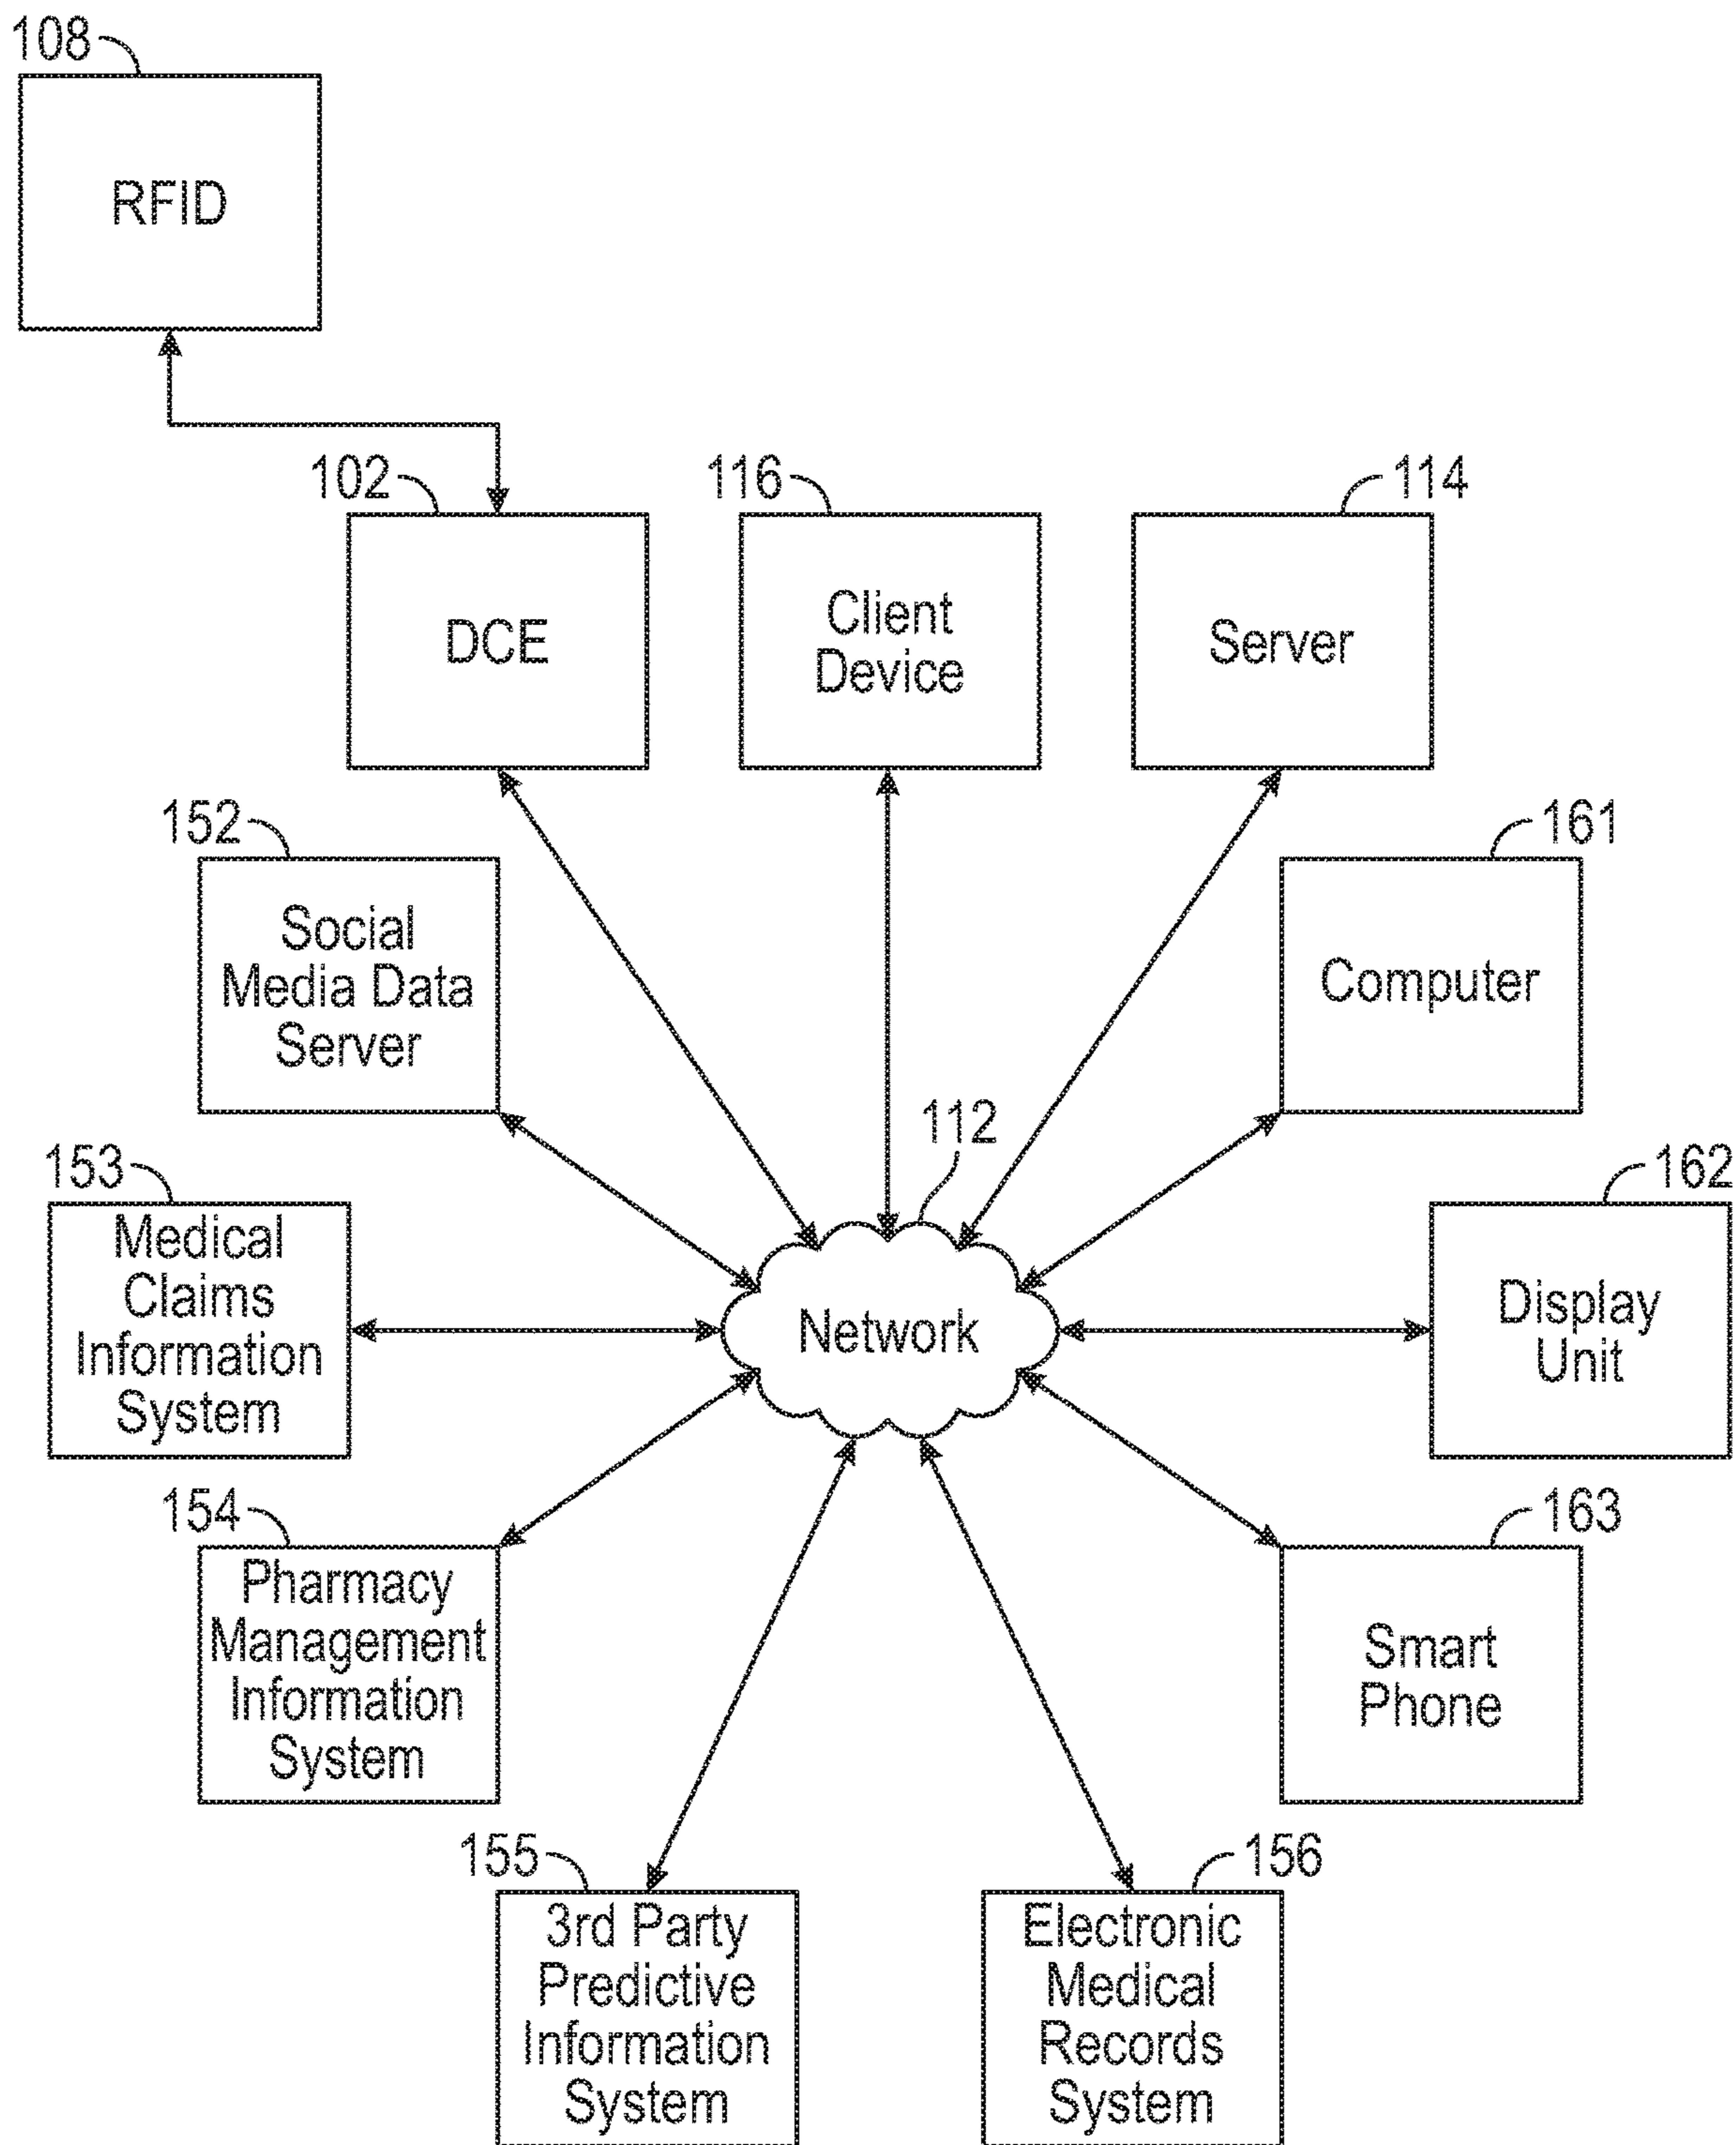 108
RFID
102
DCE
116
Client
Device
114
Server
152
Social
Media Data
Server
161
Computer
153
Medical
Claims
Information
System
112
Network
162
Display
Unit
154
Pharmacy
Management
Information
System
163
Smart
Phone
155
3rd Party
Predictive
Information
System
156
Electronic
Medical
Records
System